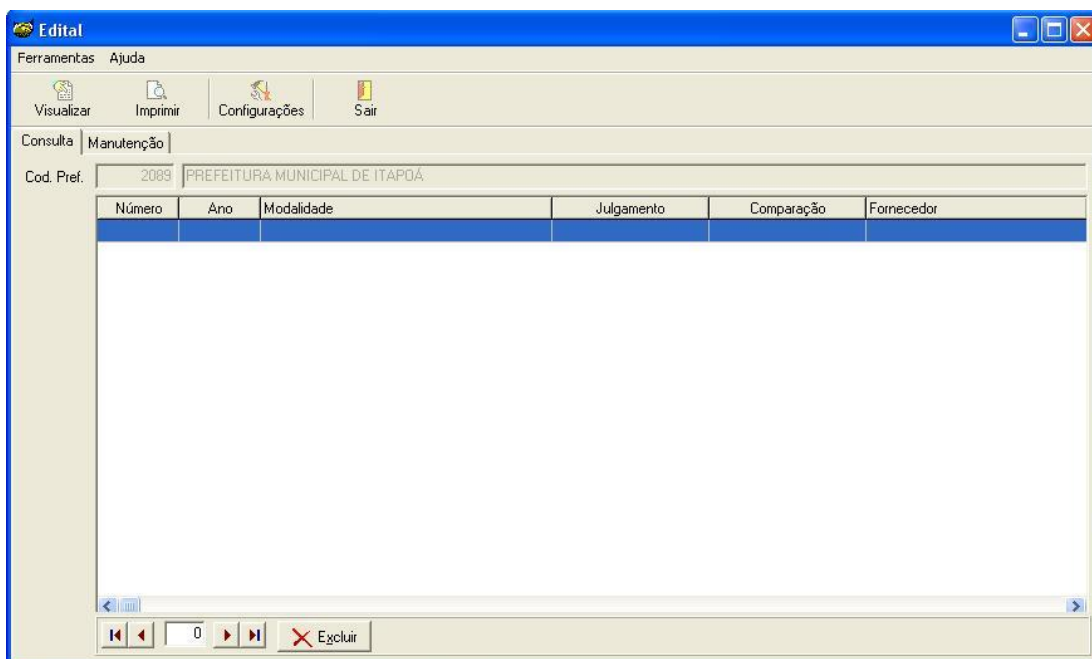 Edital
Ferramentas Ajuda
Visualizar Imprimir Configurações Sair
Consulta Manutenção
Cod. Pref. 2089 PREFEITURA MUNICIPAL DE ITAPOÁ
Número Ano Modalidade Julgamento Comparação Fornecedor
0 Excluir